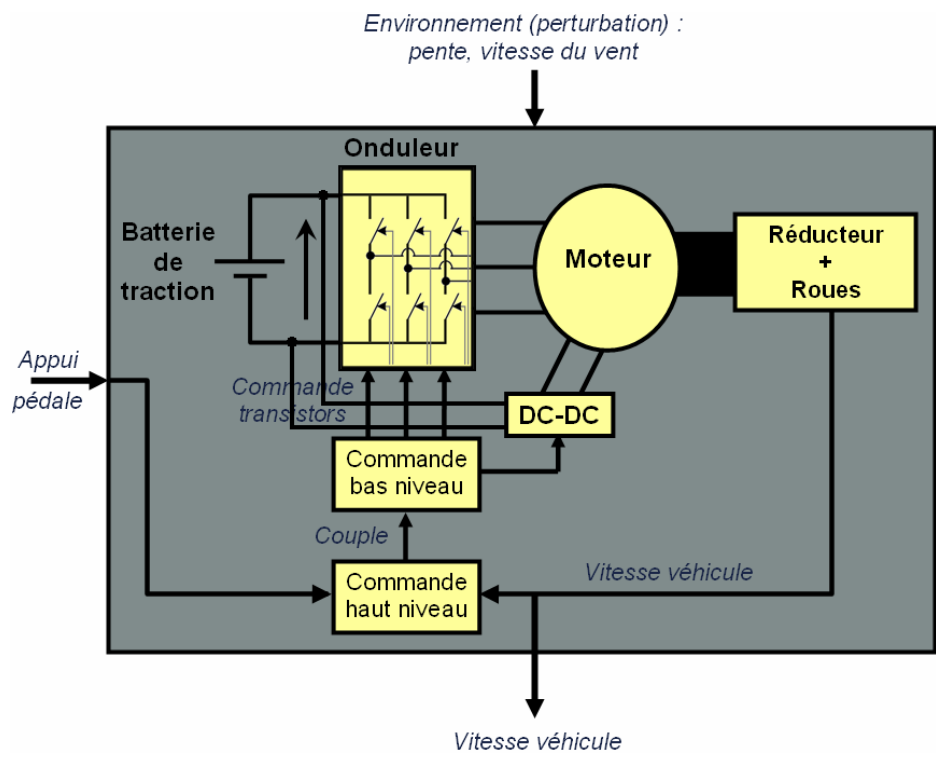 Environnement (perturbation) :
pente, vitesse du vent
Onduleur
Batterie
de
traction
Moteur
Réducteur
+
Roues
Appui
pédale
Commande
transistors
DC-DC
Commande
bas niveau
Couple
Commande
haut niveau
Vitesse véhicule
Vitesse véhicule